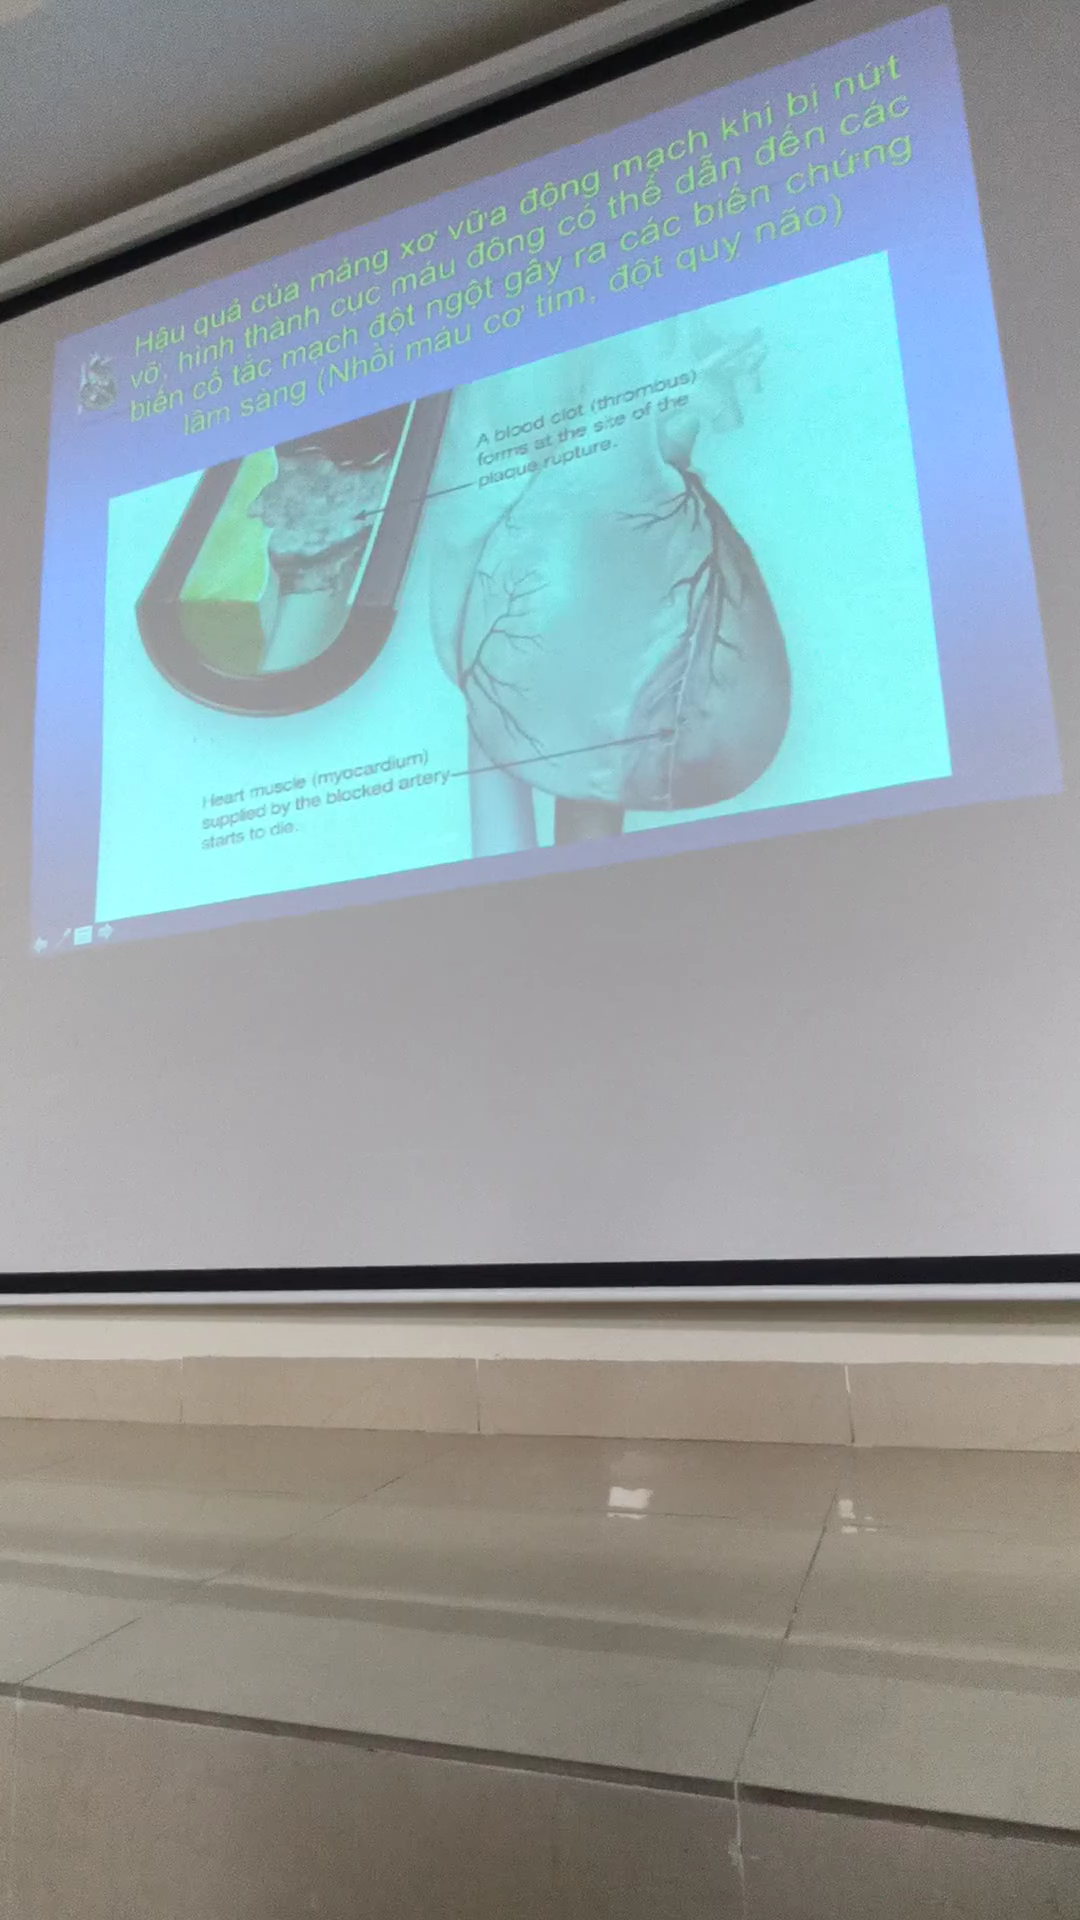 Hậu quả của mảng xơ vữa động mạch khi bị nứt
vỡ, hình thành cục máu đông có thể dẫn đến các
biến cố tắc mạch đột ngột gây ra các biến chứng
lâm sàng (Nhồi máu cơ tim, đột quỵ não)
A blood clot (thrombus)
forms at the site of the
plaque rupture.
Heart muscle (myocardium)
supplied by the blocked artery
starts to die.